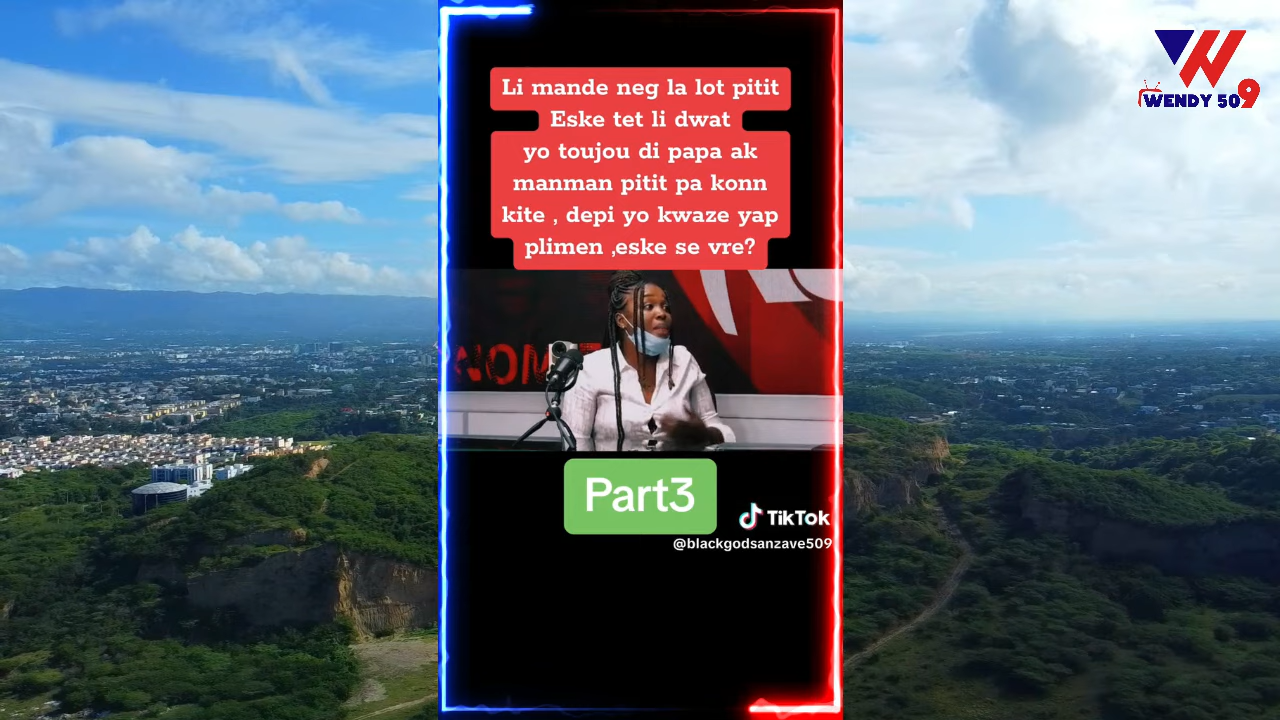 Li mande neg la lot pitit
Eske tet li dwat
yo toujou di papa ak
manman pitit pa konn
kite , depi yo kwaze yap
plimen ,eske se vre?
WENDY 509
NOM
Part3
TikTok
@blackgodsanzave509